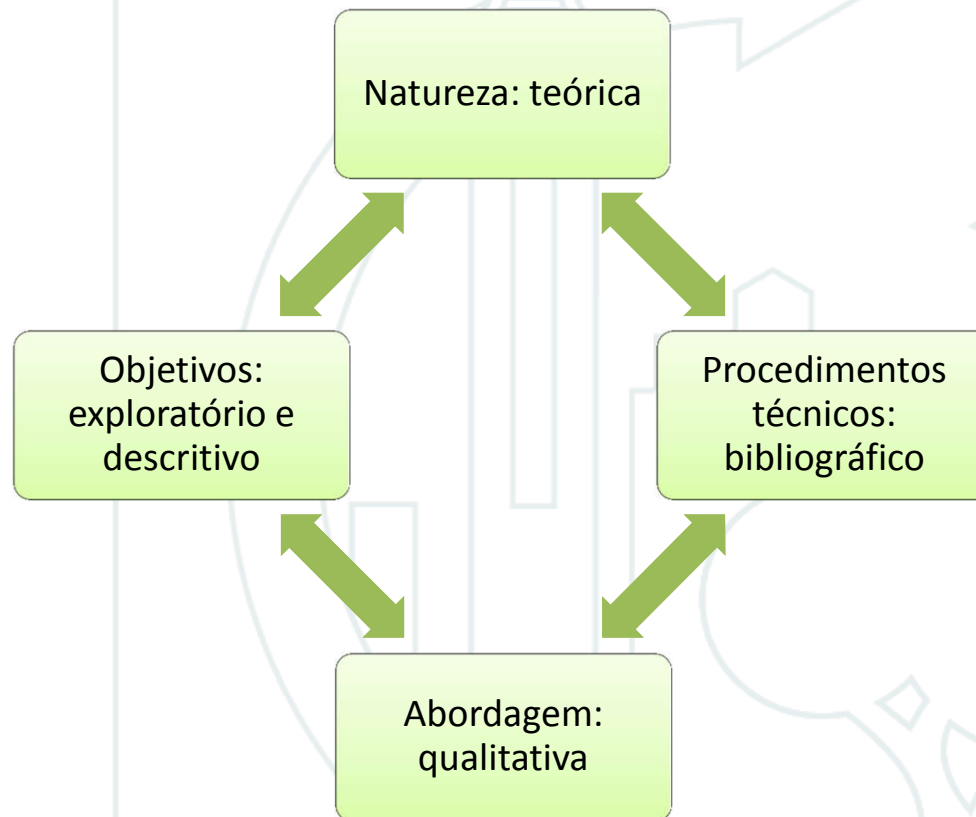 Natureza: teórica
Objetivos:
exploratório e
descritivo
Procedimentos
técnicos:
bibliográfico
Abordagem:
qualitativa